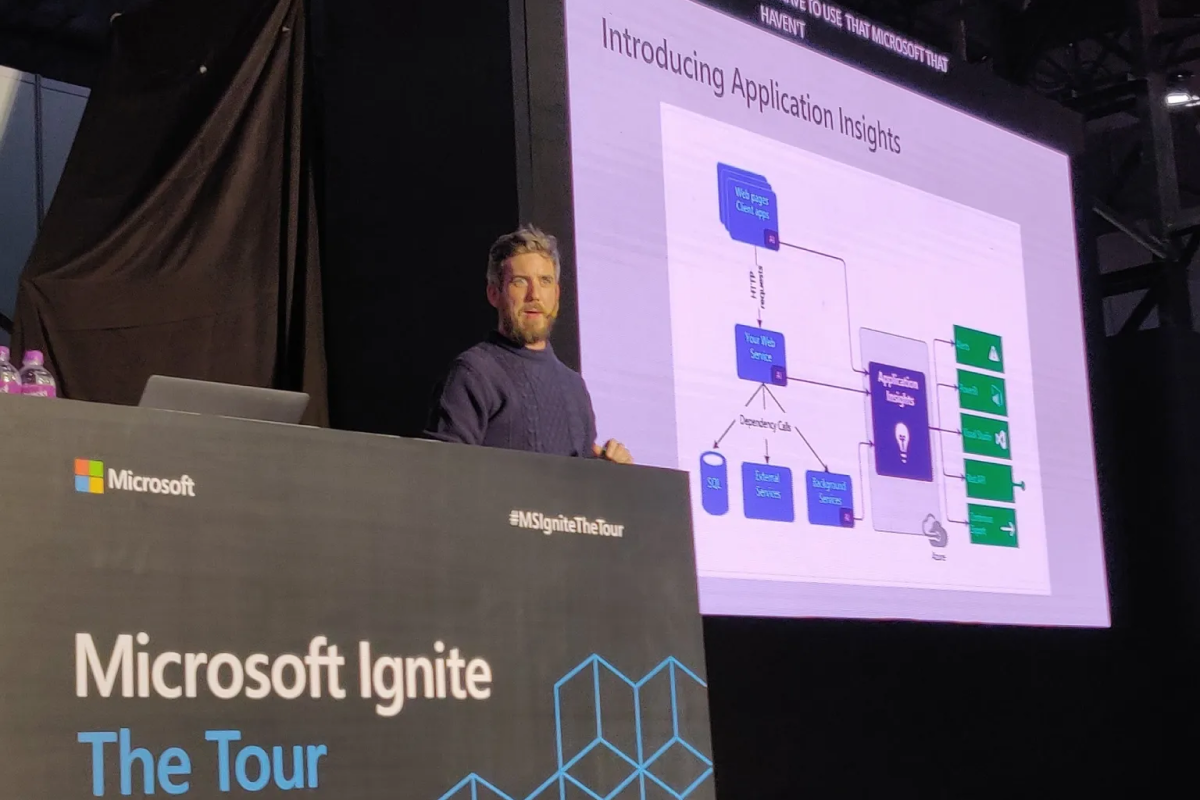 HAVE TO USE THAT MICROSOFT THAT
HAVEN'T
Introducing Application Insights
Web pages
Client apps
HTTP
requests
Your Web
Service
Application
Insights
Dependency Calls
SQL
External
Services
Background
Services
Alerts
PowerBI
Visual Studio
Rest API
Continuous
Export
Azure
Microsoft
#MSIgniteTheTour
Microsoft Ignite
The Tour